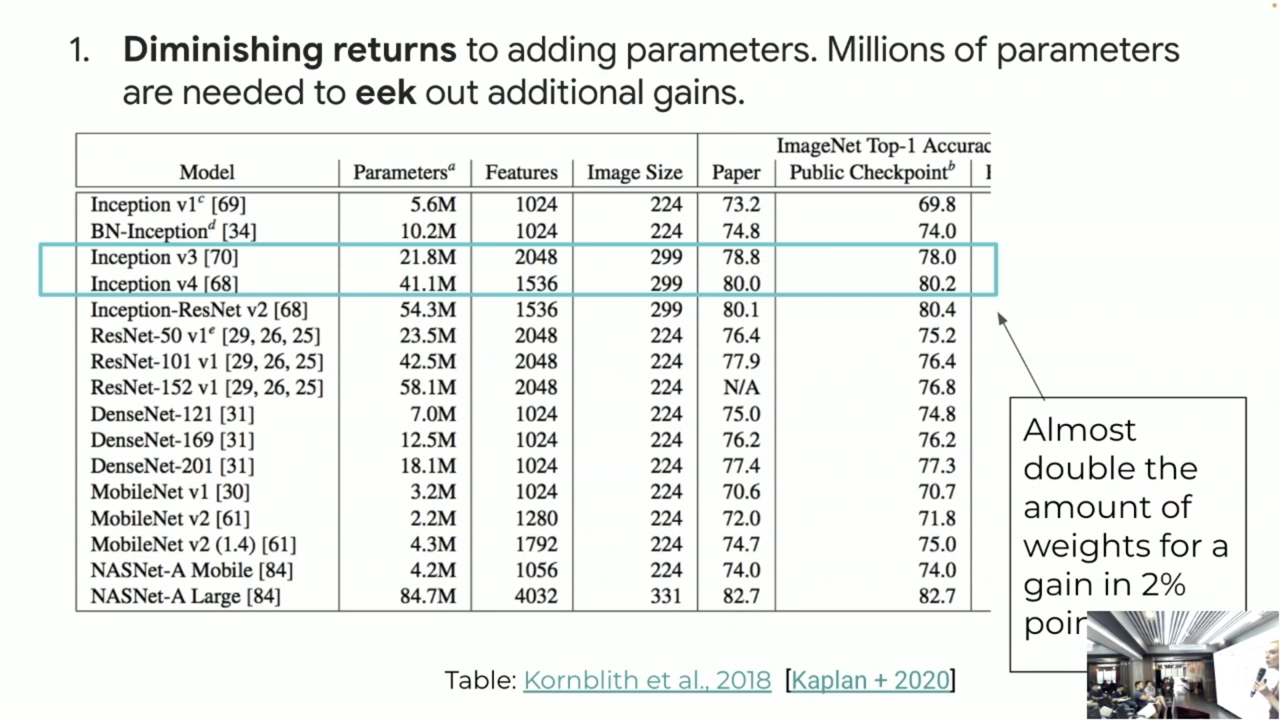 1. Diminishing returns to adding parameters. Millions of parameters
are needed to eek out additional gains.
ImageNet Top-1 Accurac
Model Parametersᵃ Features Image Size Paper Public Checkpointᵇ
Inception v1ᶜ [69] 5.6M 1024 224 73.2 69.8
BN-Inceptionᵈ [34] 10.2M 1024 224 74.8 74.0
Inception v3 [70] 21.8M 2048 299 78.8 78.0
Inception v4 [68] 41.1M 1536 299 80.0 80.2
Inception-ResNet v2 [68] 54.3M 1536 299 80.1 80.4
ResNet-50 v1ᵉ [29, 26, 25] 23.5M 2048 224 76.4 75.2
ResNet-101 v1 [29, 26, 25] 42.5M 2048 224 77.9 76.4
ResNet-152 v1 [29, 26, 25] 58.1M 2048 224 N/A 76.8
DenseNet-121 [31] 7.0M 1024 224 75.0 74.8
DenseNet-169 [31] 12.5M 1024 224 76.2 76.2
DenseNet-201 [31] 18.1M 1024 224 77.4 77.3
MobileNet v1 [30] 3.2M 1024 224 70.6 70.7
MobileNet v2 [61] 2.2M 1280 224 72.0 71.8
MobileNet v2 (1.4) [61] 4.3M 1792 224 74.7 75.0
NASNet-A Mobile [84] 4.2M 1056 224 74.0 74.0
NASNet-A Large [84] 84.7M 4032 331 82.7 82.7
Almost
double the
amount of
weights for a
gain in 2%
Table: Kornblith et al., 2018 [Kaplan + 2020]